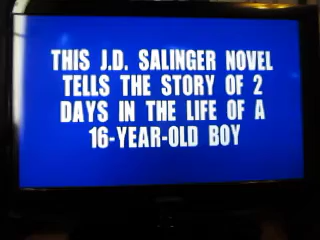 THIS J.D. SALINGER NOVEL
TELLS THE STORY OF 2
DAYS IN THE LIFE OF A
16-YEAR-OLD BOY